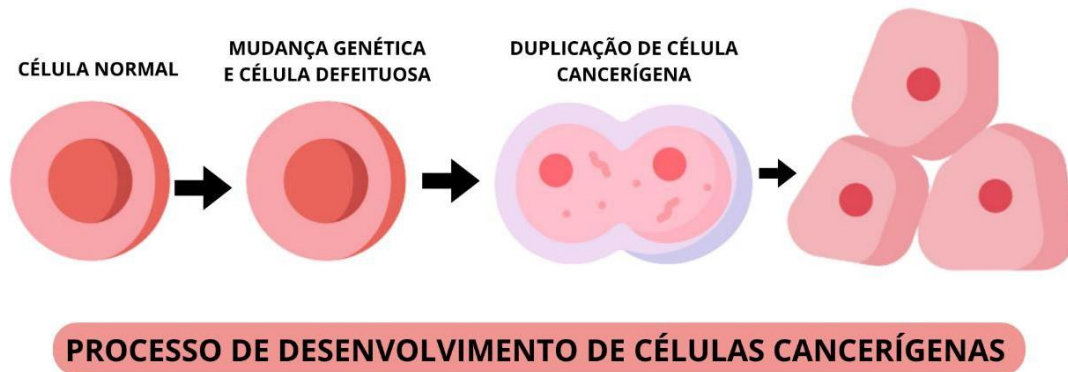 CÉLULA NORMAL
MUDANÇA GENÉTICA
E CÉLULA DEFEITUOSA
DUPLICAÇÃO DE CÉLULA
CANCERÍGENA
PROCESSO DE DESENVOLVIMENTO DE CÉLULAS CANCERÍGENAS